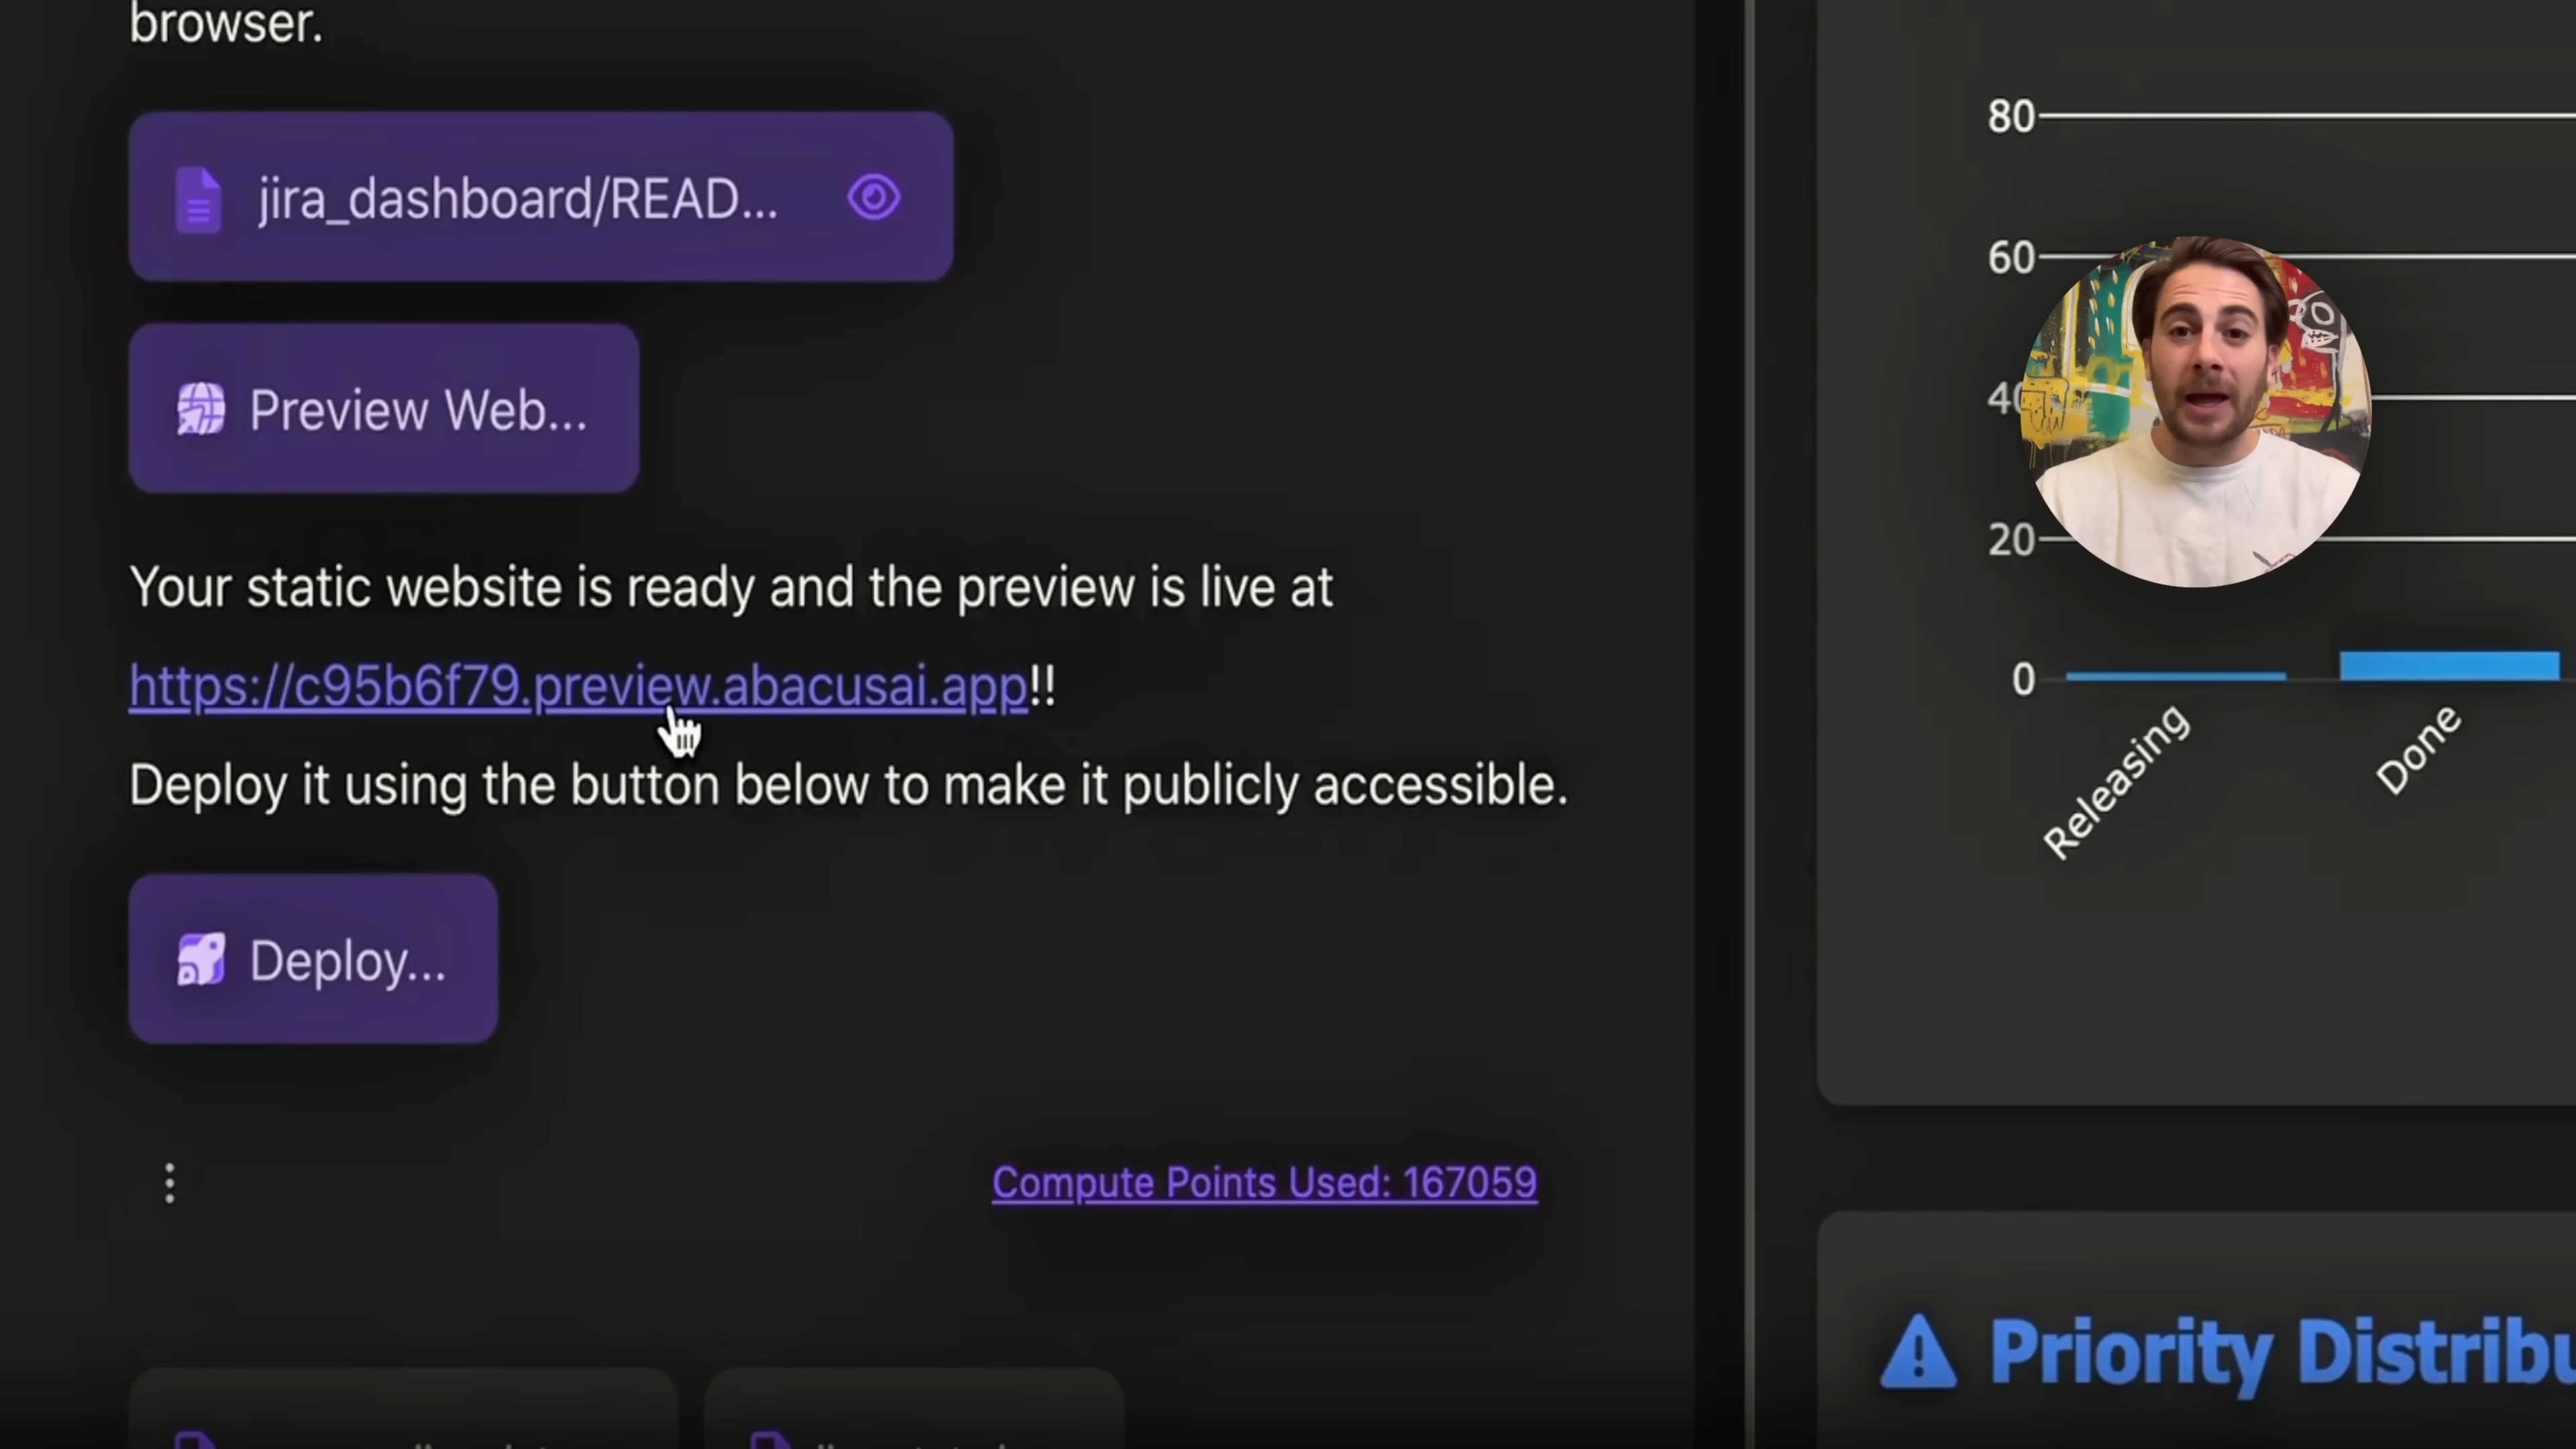 browser.
jira_dashboard/READ...
Preview Web...
Your static website is ready and the preview is live at
https://c95b6f79.preview.abacusai.app!!
Deploy it using the button below to make it publicly accessible.
Deploy...
Compute Points Used: 167059
80
60
40
20
0
Releasing
Done
Priority Distribu